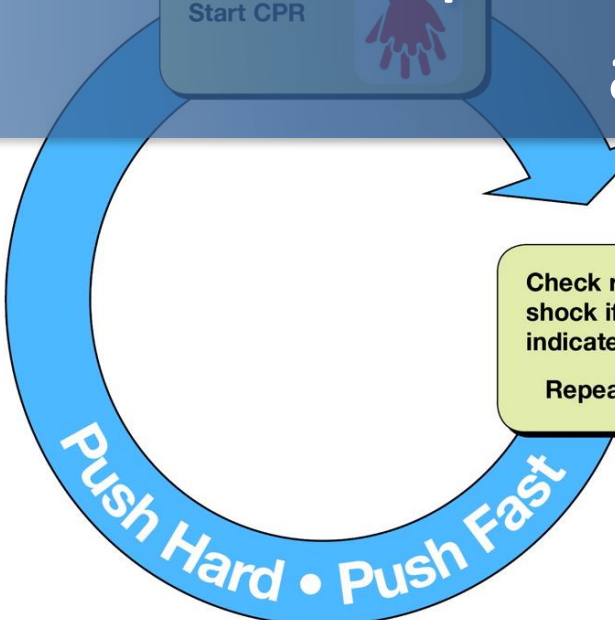 Start CPR
Check
shock
indicate
Repea
Push Hard • Push Fast